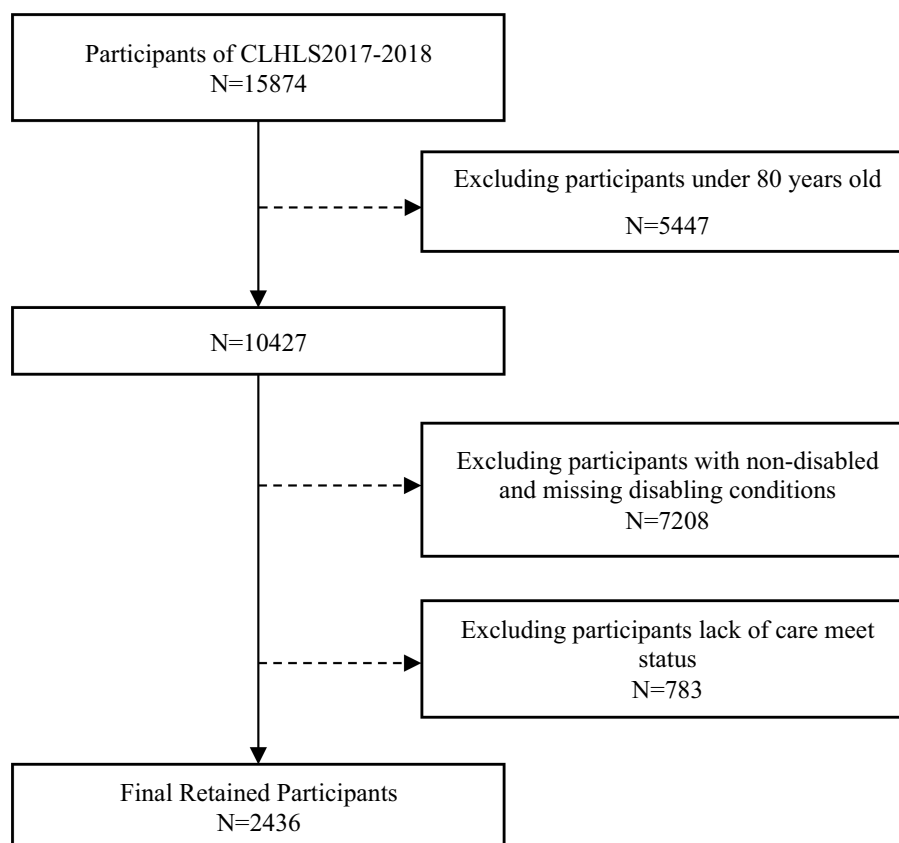 Participants of CLHLS2017-2018
N=15874
Excluding participants under 80 years old
N=5447
N=10427
Excluding participants with non-disabled
and missing disabling conditions
N=7208
Excluding participants lack of care meet
status
N=783
Final Retained Participants
N=2436